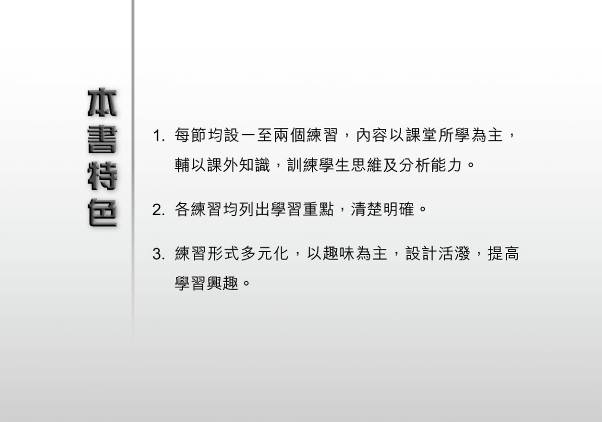 本書特色
1. 每節均設一至兩個練習，內容以課堂所學為主，
輔以課外知識，訓練學生思維及分析能力。
2. 各練習均列出學習重點，清楚明確。
3. 練習形式多元化，以趣味為主，設計活潑，提高
學習興趣。